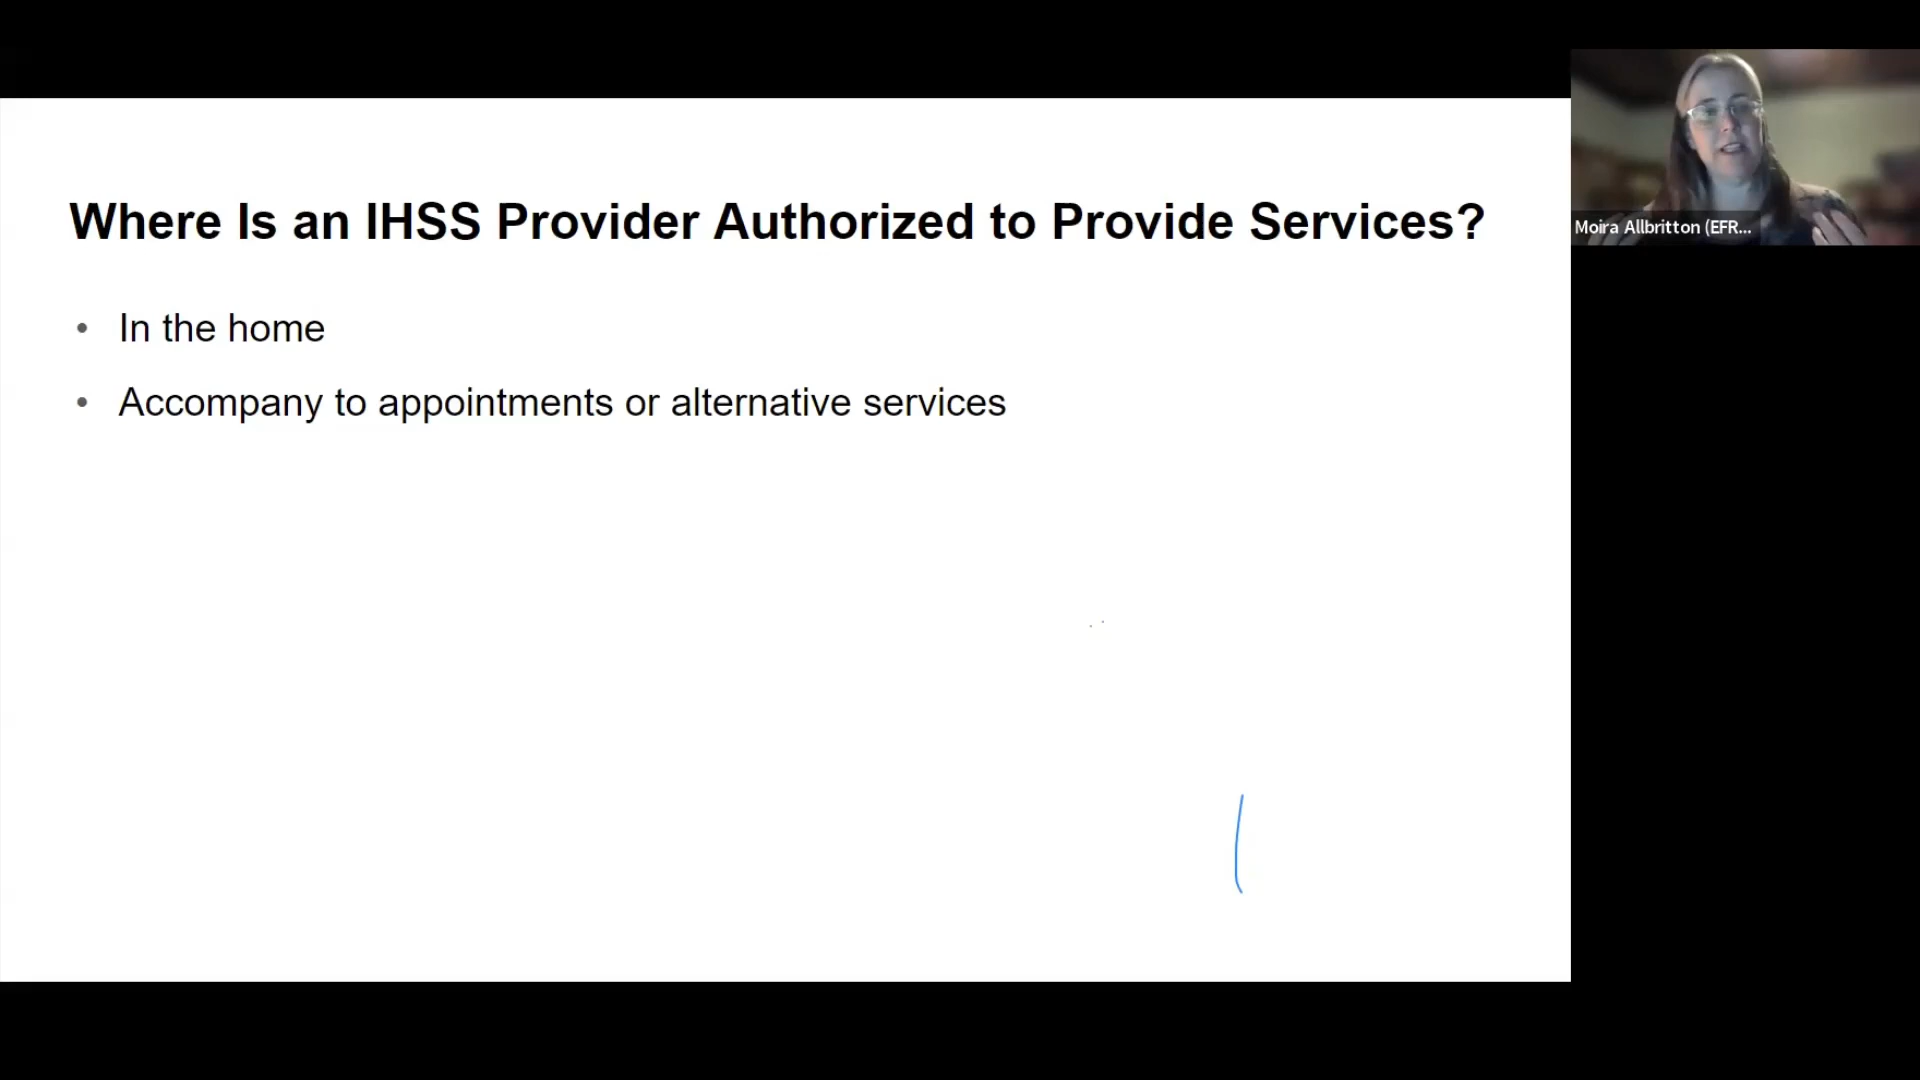 Where Is an IHSS Provider Authorized to Provide Services?
• In the home
• Accompany to appointments or alternative services
Moira Allbritton (EFR...